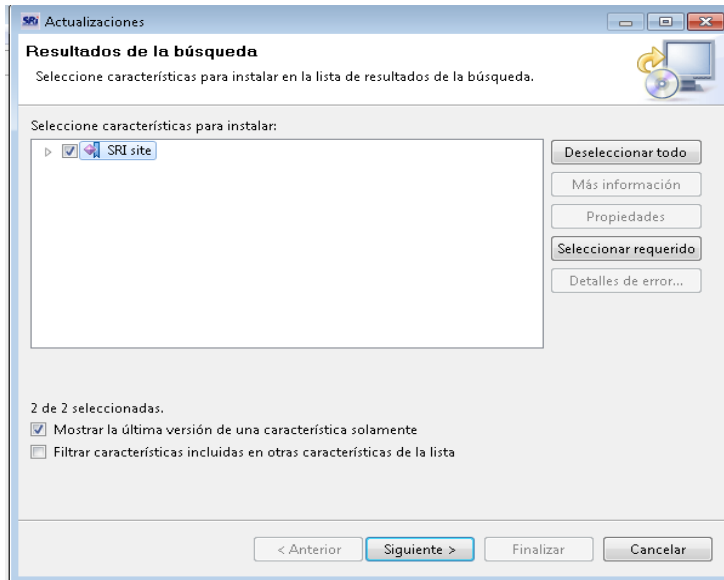 SRi Actualizaciones
Resultados de la búsqueda
Seleccione características para instalar en la lista de resultados de la búsqueda.
Seleccione características para instalar:
SRI site
Deseleccionar todo
Más información
Propiedades
Seleccionar requerido
Detalles de error...
2 de 2 seleccionadas.
Mostrar la última versión de una característica solamente
Filtrar características incluidas en otras características de la lista
< Anterior
Siguiente >
Finalizar
Cancelar